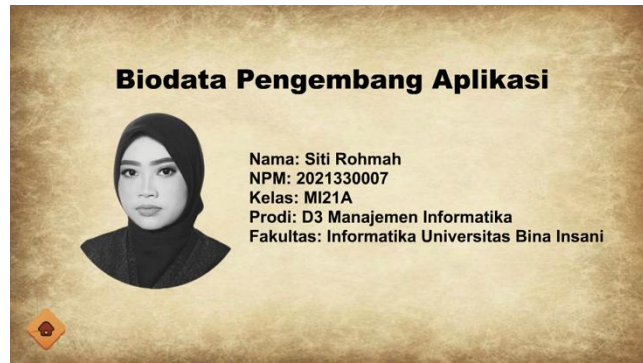 Biodata Pengembang Aplikasi
Nama: Siti Rohmah
NPM: 2021330007
Kelas: MI21A
Prodi: D3 Manajemen Informatika
Fakultas: Informatika Universitas Bina Insani